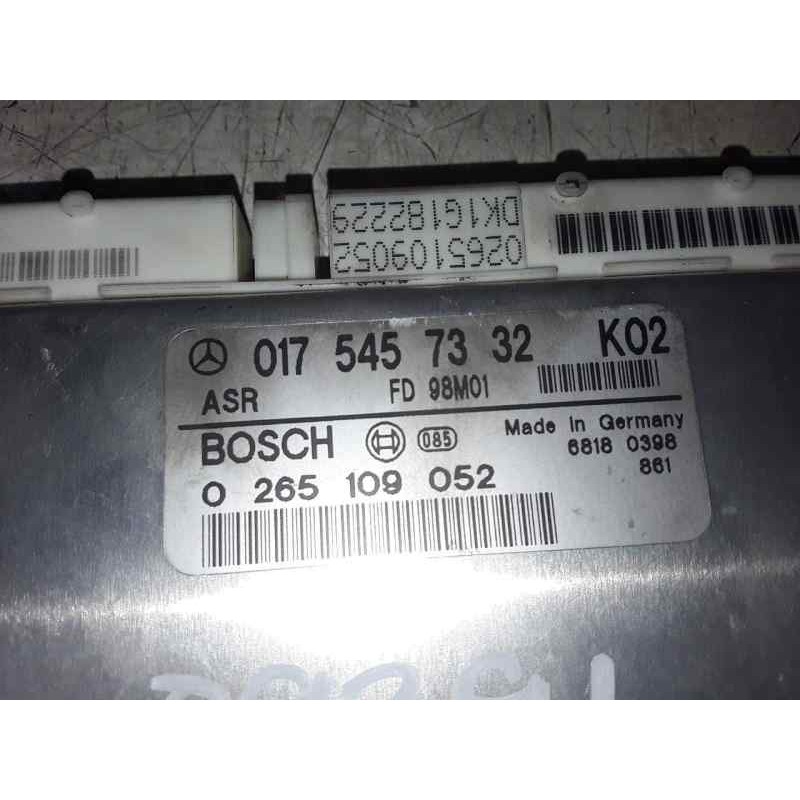 DK1G182229
0265109052
017 545 73 32 K02
ASR FD 98M01
BOSCH 085 Made in Germany
6818 0398
0 265 109 052 861